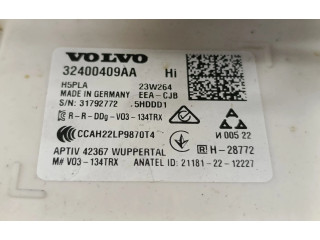 VOLVO
32400409AA Hi
H5PLA 23W264
MADE IN GERMANY EEA-CJB
S/N: 31792772 .5HDDD1
R-R-DDg-V03-134TRX
CCAH22LP9870T4
И 005 22
APTIV 42367 WUPPERTAL R H-28772
M# V03-134TRX ANATEL ID: 21181-22-12227